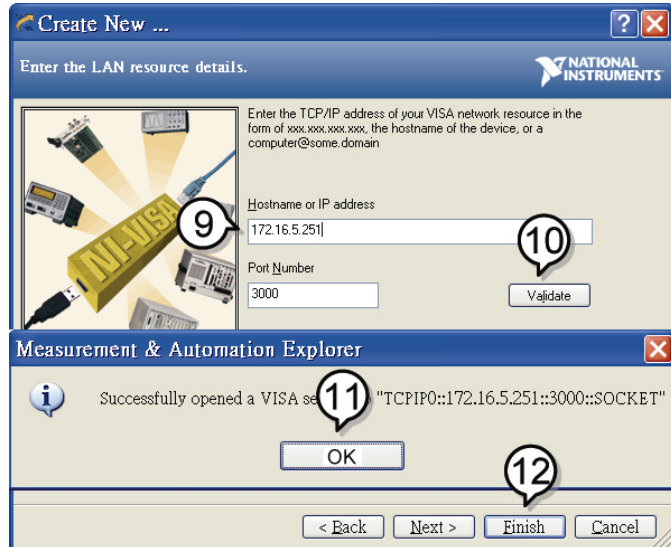 Create New ...
Enter the LAN resource details.
NATIONAL
INSTRUMENTS
Enter the TCP/IP address of your VISA network resource in the
form of xxx.xxx.xxx.xxx, the hostname of the device, or a
computer@some.domain
NI-VISA
Hostname or IP address
9
172.16.5.251
10
Port Number
3000
Validate
Measurement & Automation Explorer
Successfully opened a VISA se 11 "TCPIP0::172.16.5.251::3000::SOCKET"
OK
12
< Back
Next >
Finish
Cancel